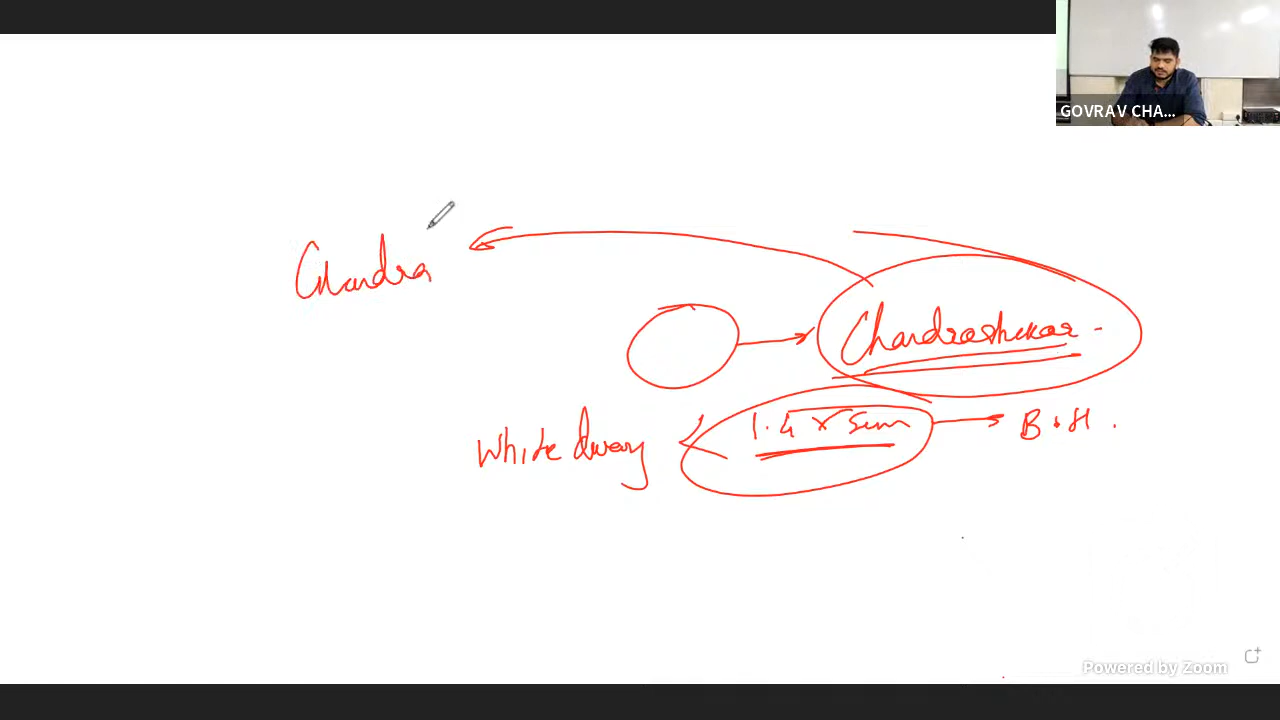 GOVRAV CHA...
Chandra
Chandrashekar
1.4 x Sun
B.H.
White dwarf
Powered by Zoom